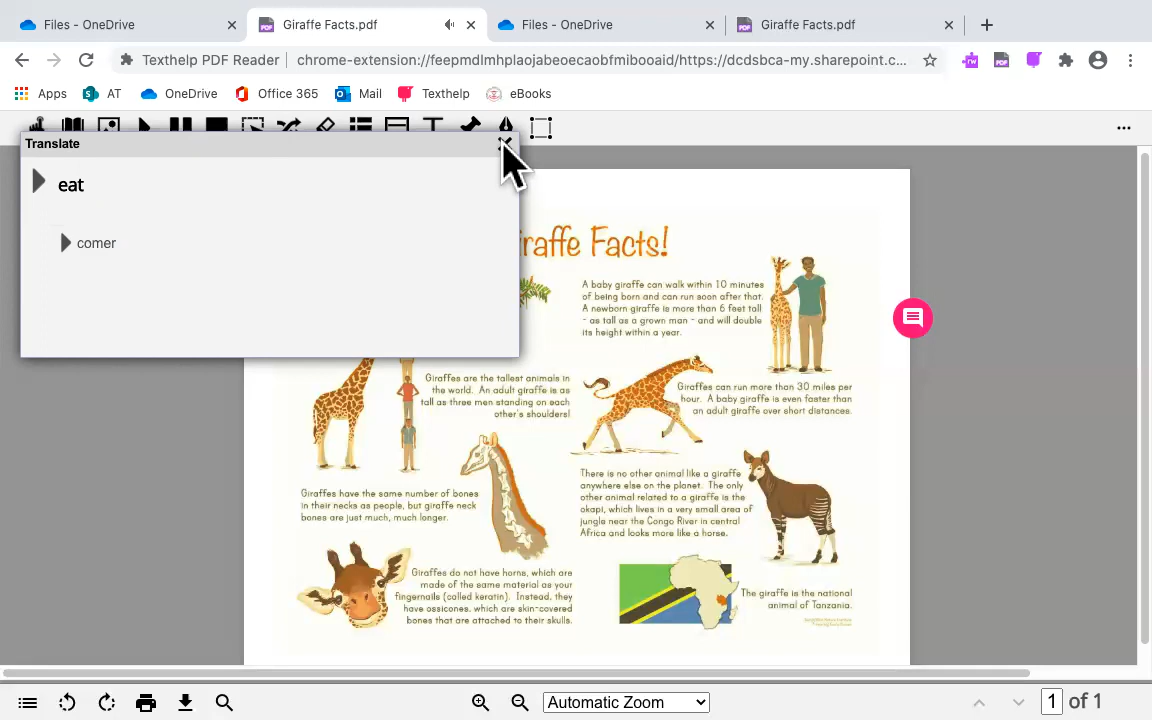 Files - OneDrive
Giraffe Facts.pdf
Files - OneDrive
Giraffe Facts.pdf
Texthelp PDF Reader
chrome-extension://feepmdlmhplaojabeoecaobfmibooaid/https://dcdsbca-my.sharepoint.c...
Apps
AT
OneDrive
Office 365
Mail
Texthelp
eBooks
Translate
eat
comer
iraffe Facts!
A baby giraffe can walk within 10 minutes
of being born and can run soon after that.
A newborn giraffe is more than 6 feet tall
- as tall as a grown man - and will double
its height within a year.
Giraffes are the tallest animals in
the world. An adult giraffe is as
tall as three men standing on each
other's shoulders!
Giraffes can run more than 30 miles per
hour. A baby giraffe is even faster than
an adult giraffe over short distances.
Giraffes have the same number of bones
in their necks as people, but giraffe neck
bones are just much, much longer.
There is no other animal like a giraffe
anywhere else on the planet. The only
other animal related to a giraffe is the
okapi, which lives in a very small area of
jungle near the Congo River in central
Africa and looks more like a horse.
Giraffes do not have horns, which are
made of the same material as your
fingernails (called keratin). Instead, they
have ossicones, which are skin-covered
bones that are attached to their skulls.
The giraffe is the national
animal of Tanzania.
Automatic Zoom
1 of 1